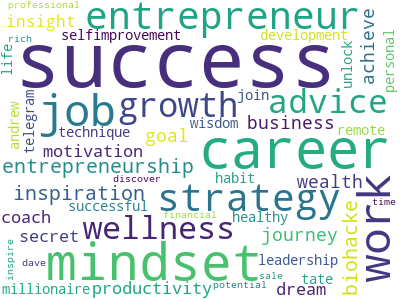 professional
insight
entrepreneur
life
rich
selfimprovement
development
unlock
achieve
personal
success
andrew
telegram
job
growth
join
advice
technique
wisdom
business
remote
goal
career
motivation
entrepreneurship
discover
habit
wealth
inspiration
strategy
work
biohacke
time
coach
successful
financial
healthy
secret
wellness
journey
inspire
dave
mindset
leadership
sale
tate
millionaire
productivity
potential
dream